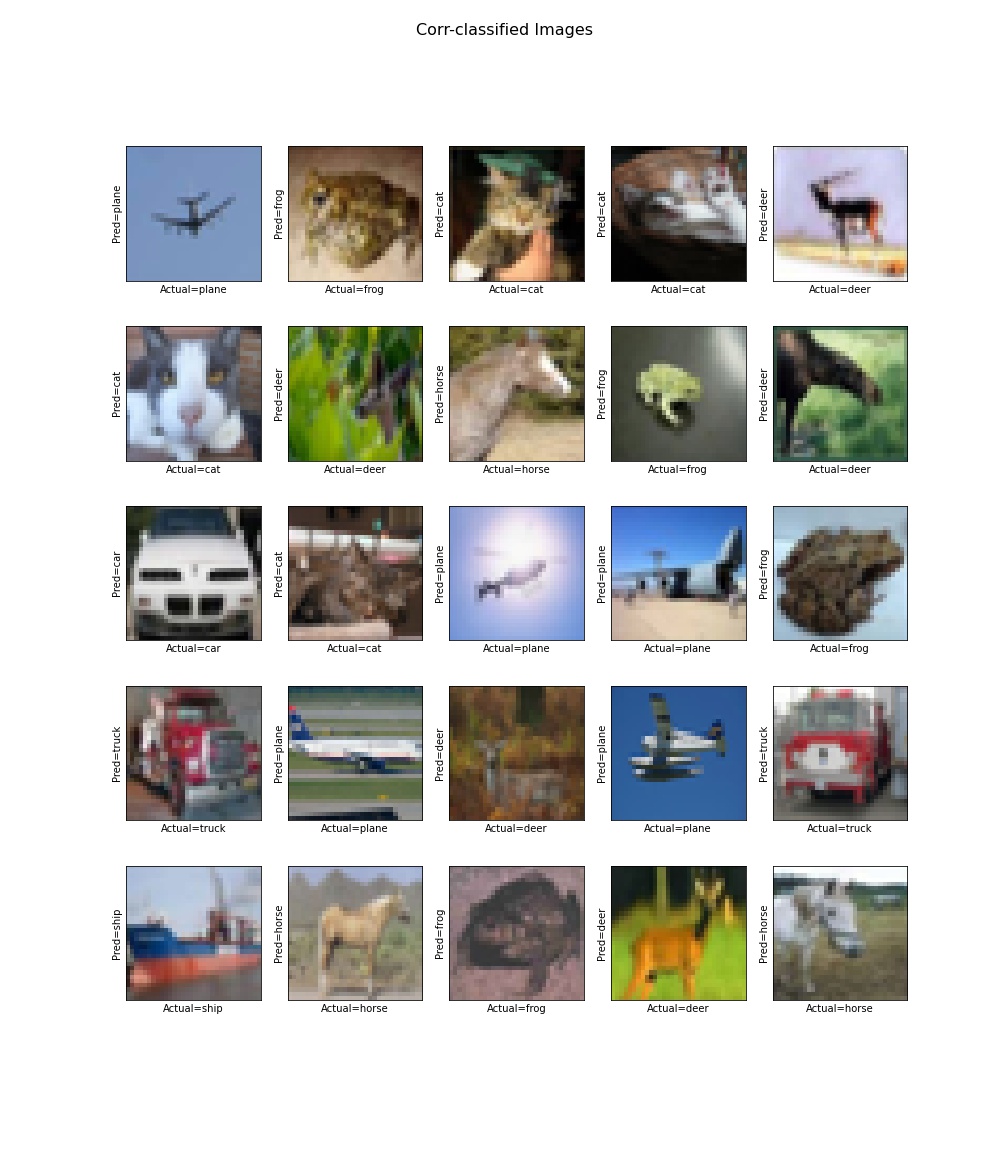 Corr-classified Images
Pred=plane
Actual=plane
Pred=frog
Actual=frog
Pred=cat
Actual=cat
Pred=cat
Actual=cat
Pred=deer
Actual=deer
Pred=cat
Actual=cat
Pred=deer
Actual=deer
Pred=horse
Actual=horse
Pred=frog
Actual=frog
Pred=deer
Actual=deer
Pred=car
Actual=car
Pred=cat
Actual=cat
Pred=plane
Actual=plane
Pred=plane
Actual=plane
Pred=frog
Actual=frog
Pred=truck
Actual=truck
Pred=plane
Actual=plane
Pred=deer
Actual=deer
Pred=plane
Actual=plane
Pred=truck
Actual=truck
Pred=ship
Actual=ship
Pred=horse
Actual=horse
Pred=frog
Actual=frog
Pred=deer
Actual=deer
Pred=horse
Actual=horse